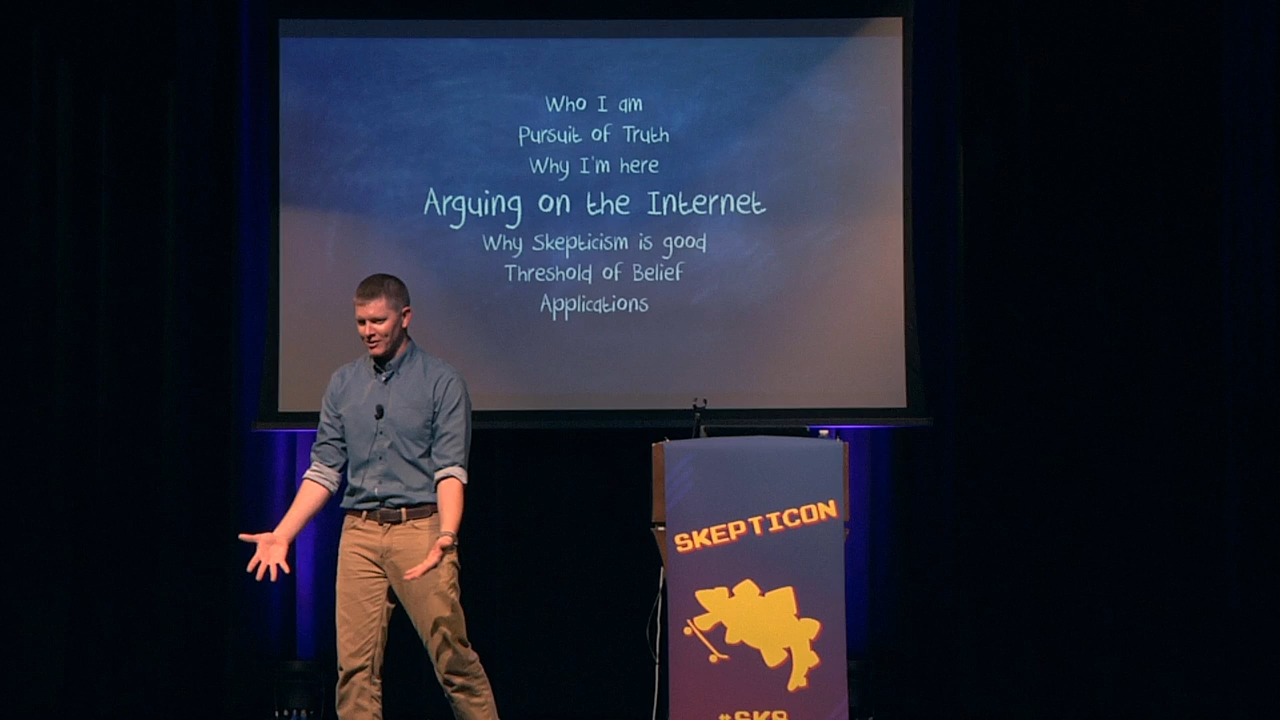 Who I am
Pursuit of Truth
Why I'm here
Arguing on the Internet
Why Skepticism is good
Threshold of Belief
Applications
SKEPTICON
#SK8